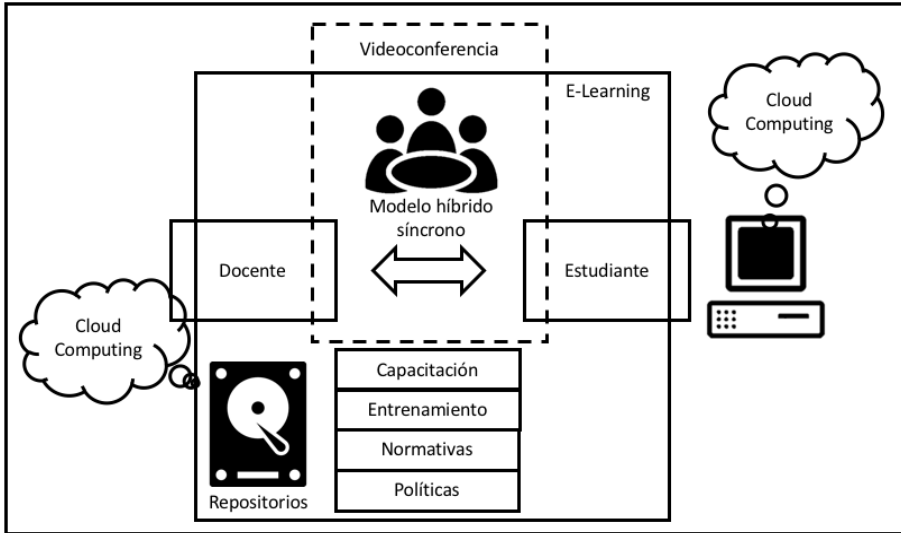 Videoconferencia
E-Learning
Cloud
Computing
Modelo híbrido
síncrono
Docente
Estudiante
Cloud
Computing
Capacitación
Entrenamiento
Normativas
Políticas
Repositorios